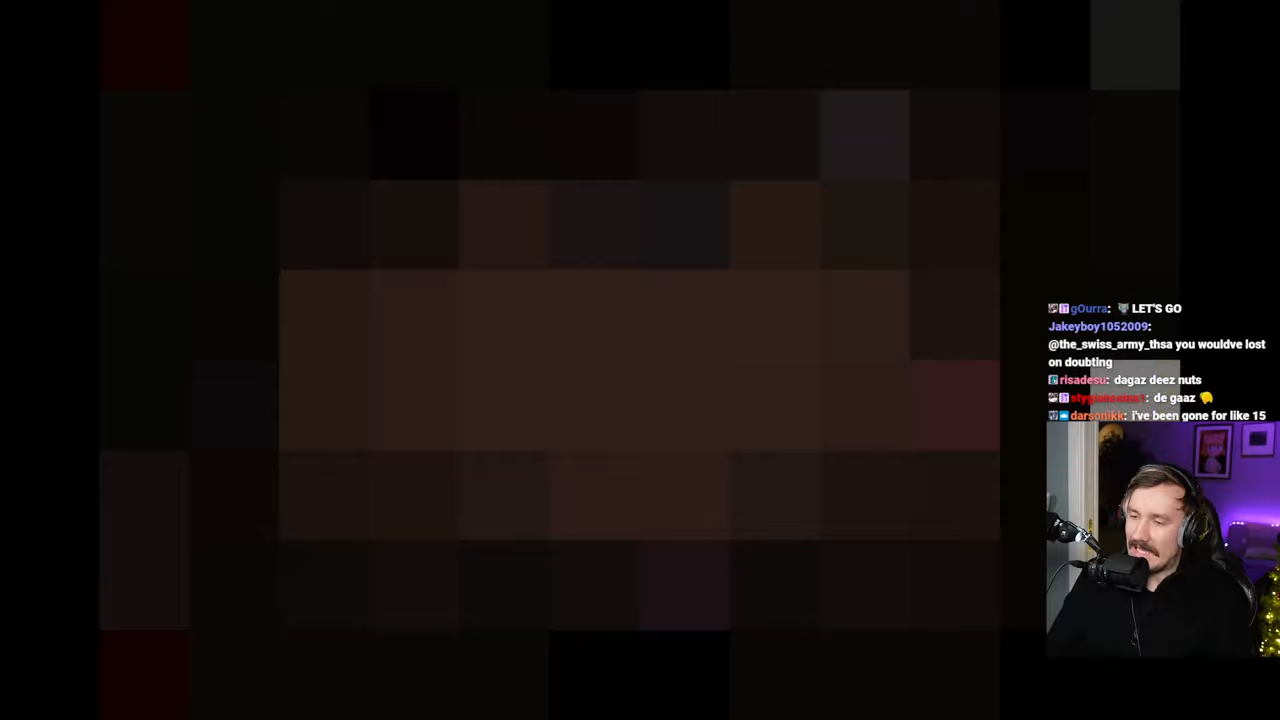 gOurra: LET'S GO
Jakeyboy1052009:
@the_swiss_army_thsa you wouldve lost
on doubting
risadesu: dagaz deez nuts
: de gaaz
darsonikk: i've been gone for like 15